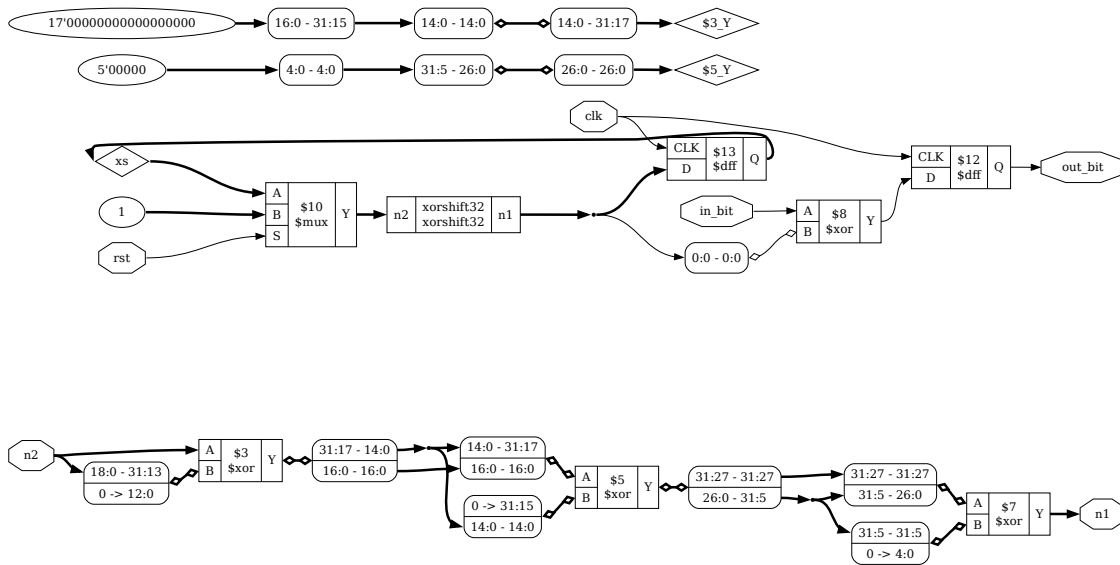 17'00000000000000000
16:0 - 31:15
14:0 - 14:0
14:0 - 31:17
$3_Y
5'00000
4:0 - 4:0
31:5 - 26:0
26:0 - 26:0
$5_Y
clk
xs
CLK
D
$13
$dff
Q
CLK
D
$12
$dff
Q
out_bit
1
rst
A
B
S
$10
$mux
Y
n2
xorshift32
xorshift32
n1
in_bit
0:0 - 0:0
A
B
$8
$xor
Y
n2
18:0 - 31:13
0 -> 12:0
A
B
$3
$xor
Y
31:17 - 14:0
16:0 - 16:0
14:0 - 31:17
16:0 - 16:0
0 -> 31:15
14:0 - 14:0
A
B
$5
$xor
Y
31:27 - 31:27
26:0 - 31:5
31:27 - 31:27
31:5 - 26:0
31:5 - 31:5
0 -> 4:0
A
B
$7
$xor
Y
n1